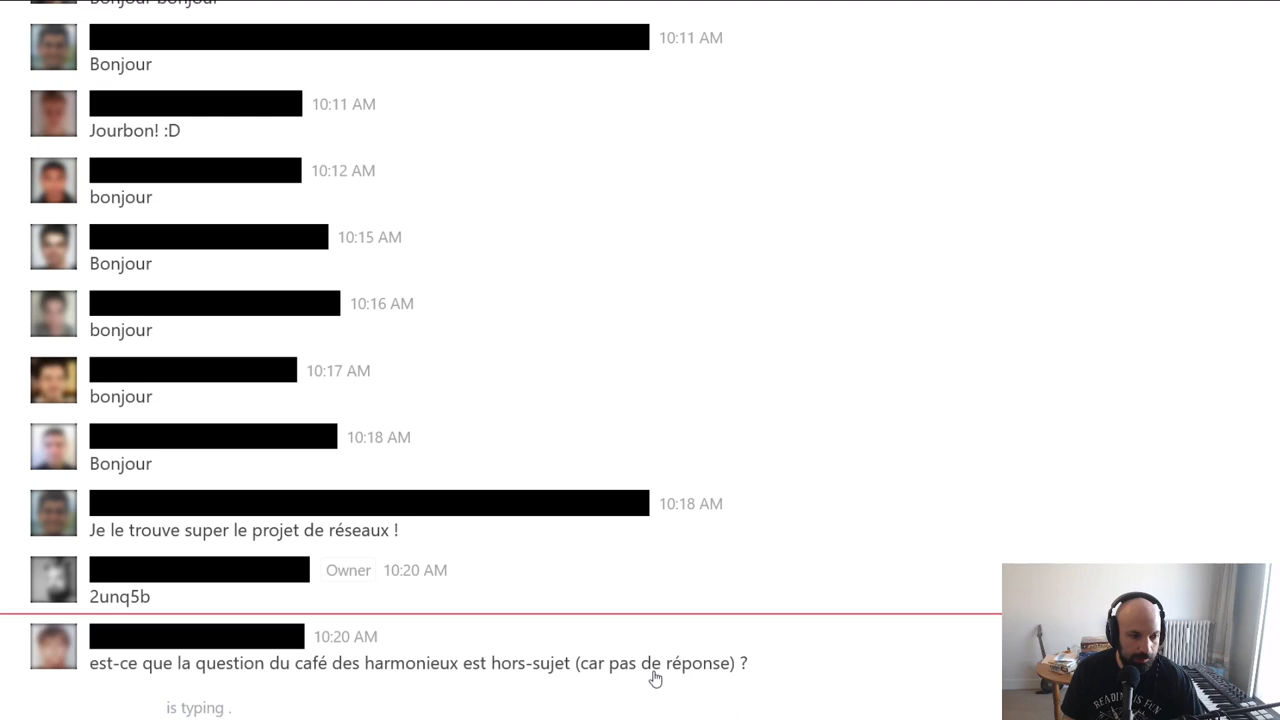 10:11 AM
Bonjour
10:11 AM
Jourbon! :D
10:12 AM
bonjour
10:15 AM
Bonjour
10:16 AM
bonjour
10:17 AM
bonjour
10:18 AM
Bonjour
10:18 AM
Je le trouve super le projet de réseaux !
Owner 10:20 AM
2unq5b
10:20 AM
est-ce que la question du café des harmonieux est hors-sujet (car pas de réponse) ?
is typing .
READING IS FUN